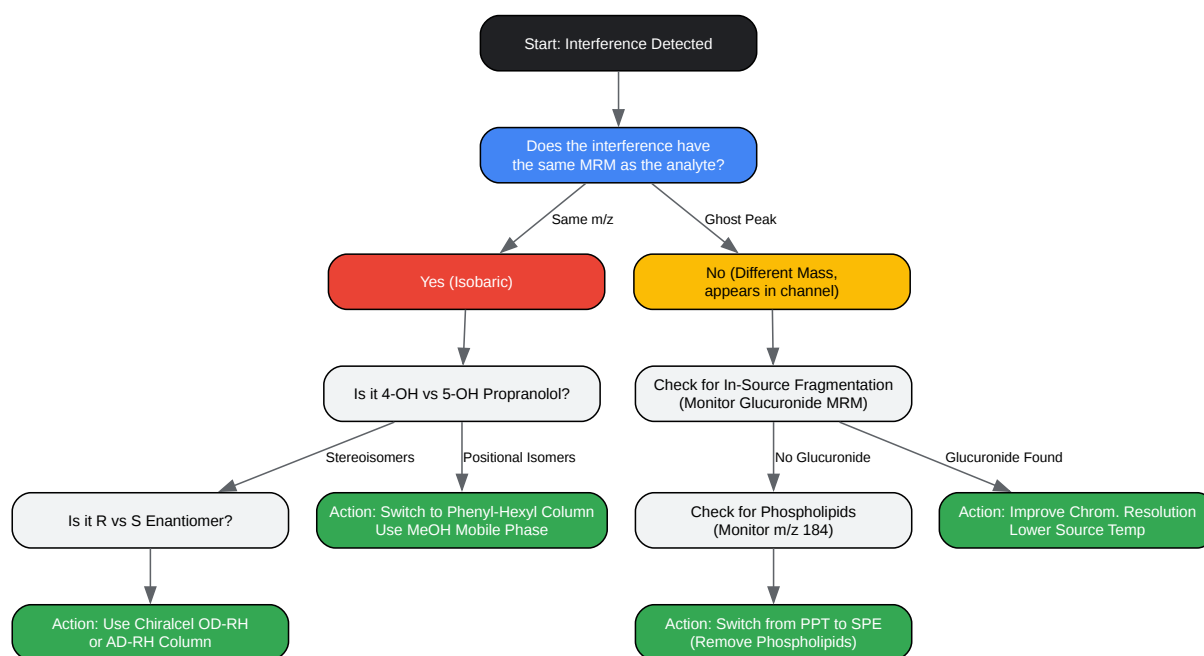 Start: Interference Detected
Does the interference have
the same MRM as the analyte?
Same m/z
Ghost Peak
Yes (Isobaric)
No (Different Mass,
appears in channel)
Is it 4-OH vs 5-OH Propranolol?
Check for In-Source Fragmentation
(Monitor Glucuronide MRM)
Stereoisomers
Positional Isomers
No Glucuronide
Glucuronide Found
Is it R vs S Enantiomer?
Action: Switch to Phenyl-Hexyl Column
Use MeOH Mobile Phase
Check for Phospholipids
(Monitor m/z 184)
Action: Improve Chrom. Resolution
Lower Source Temp
Action: Use Chiralcel OD-RH
or AD-RH Column
Action: Switch from PPT to SPE
(Remove Phospholipids)